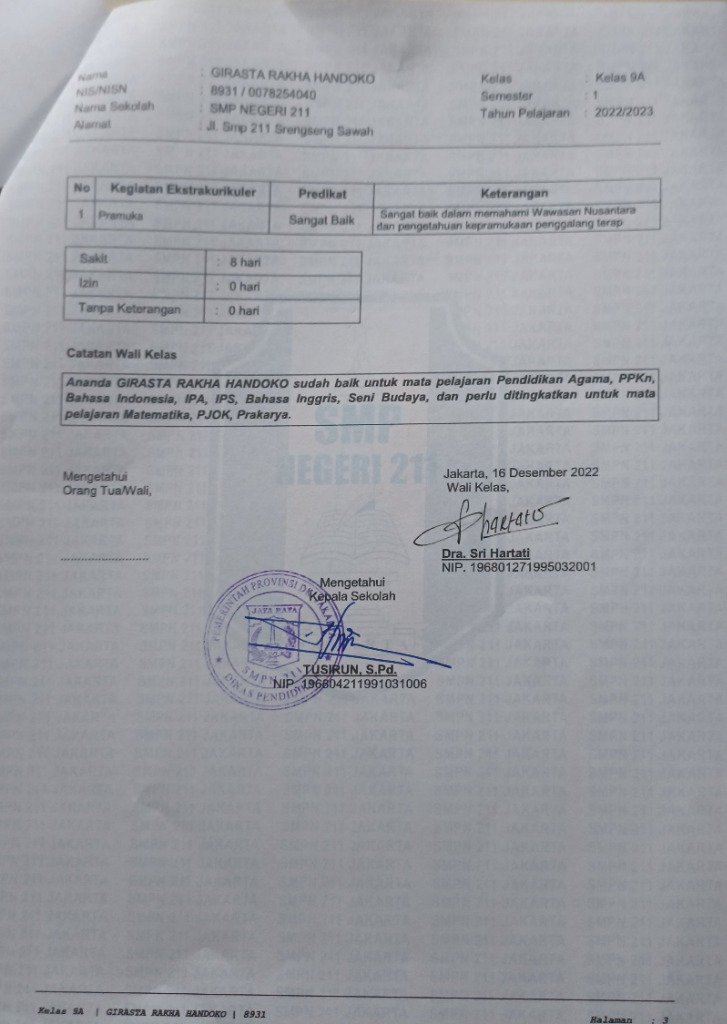 Nama : GIRASTA RAKHA HANDOKO Kelas : Kelas 9A
NIS/NISN : 8931 / 0078254040 Semester : 1
Nama Sekolah : SMP NEGERI 211 Tahun Pelajaran : 2022/2023
Alamat : Jl. Smp 211 Srengseng Sawah
No Kegiatan Ekstrakurikuler Predikat Keterangan
1 Pramuka Sangat Baik Sangat baik dalam memahami Wawasan Nusantara
dan pengetahuan kepramukaan penggalang terap
Sakit : 8 hari
Izin : 0 hari
Tanpa Keterangan : 0 hari
Catatan Wali Kelas
Ananda GIRASTA RAKHA HANDOKO sudah baik untuk mata pelajaran Pendidikan Agama, PPKn,
Bahasa Indonesia, IPA, IPS, Bahasa Inggris, Seni Budaya, dan perlu ditingkatkan untuk mata
pelajaran Matematika, PJOK, Prakarya.
SMP
NEGERI 211
Mengetahui
Orang Tua/Wali,
Jakarta, 16 Desember 2022
Wali Kelas,
Shartato
Dra. Sri Hartati
NIP. 196801271995032001
Mengetahui
Kepala Sekolah
PEMERINTAH PROVINSI DKI JAKARTA
JAYA RAYA
SMPN 211
DINAS PENDIDIKAN
TUSIRUN, S.Pd.
NIP. 196804211991031006
Kelas 9A | GIRASTA RAKHA HANDOKO | 8931
Halaman : 3